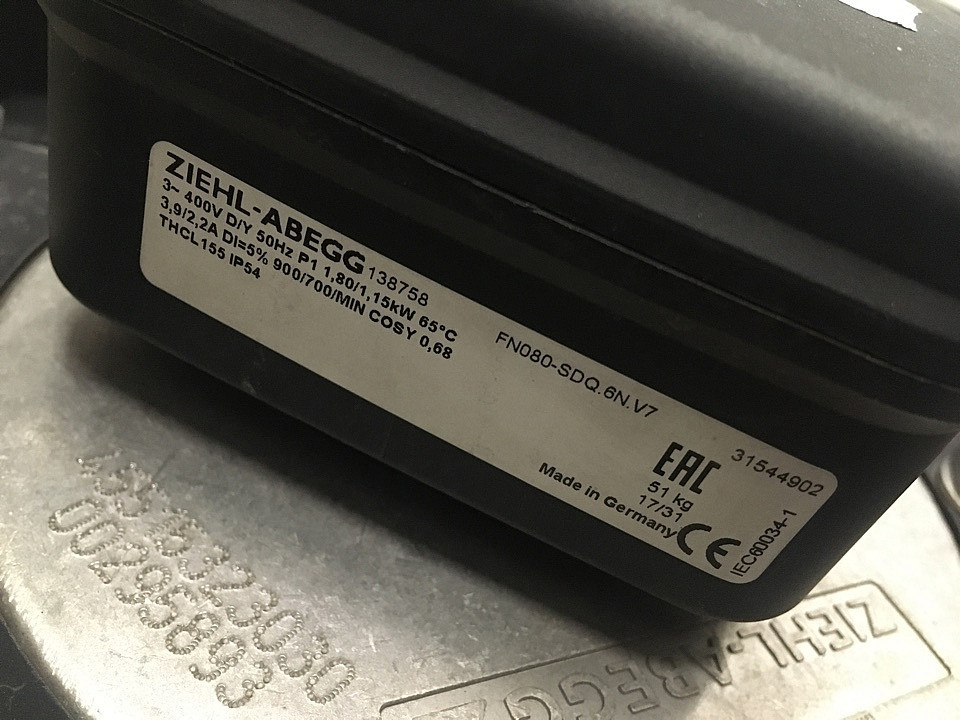 ZIEHL-ABEGG 138758
3~ 400V D/Y 50Hz P1 1,80/1,15kW 65°C
3,9/2,2A DI=5% 900/700/MIN COSY 0,68
THCL155 IP54
FN080-SDQ.6N.V7
31544902
EAC
51 kg
17/31
Made in Germany
CE
IEC60034-1
00295893
ZIEHL-ABEGG